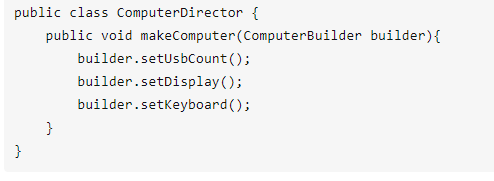 public class ComputerDirector {
    public void makeComputer(ComputerBuilder builder){
        builder.setUsbCount();
        builder.setDisplay();
        builder.setKeyboard();
    }
}